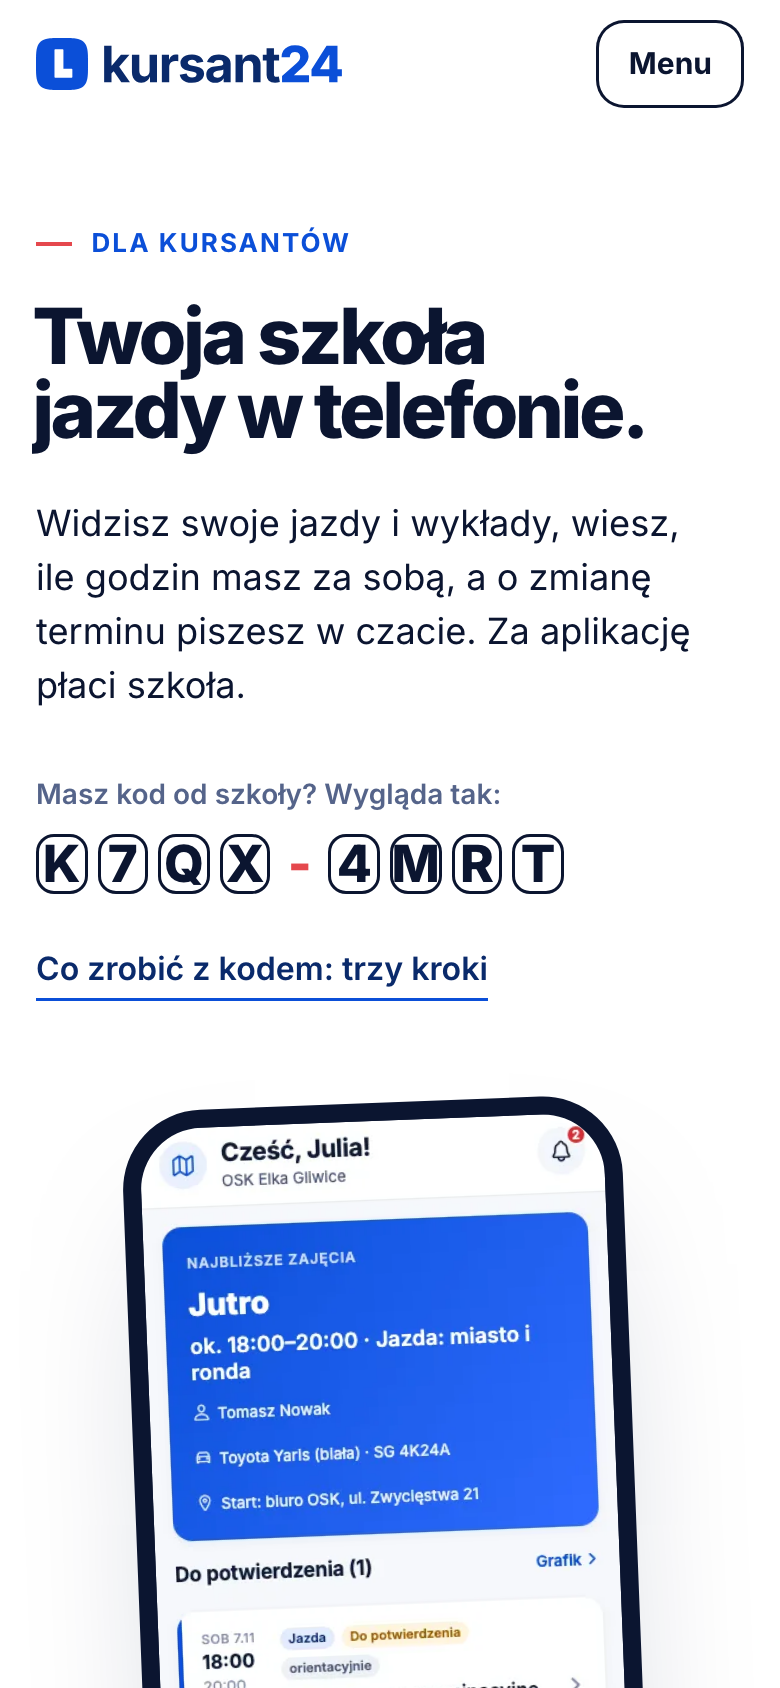 L kursant24
Menu
DLA KURSANTÓW
Twoja szkoła
jazdy w telefonie.
Widzisz swoje jazdy i wykłady, wiesz,
ile godzin masz za sobą, a o zmianę
terminu piszesz w czacie. Za aplikację
płaci szkoła.
Masz kod od szkoły? Wygląda tak:
K7QX - 4MRT
Co zrobić z kodem: trzy kroki
Cześć, Julia!
2
OSK Elka Gliwice
NAJBLIŻSZE ZAJĘCIA
Jutro
ok. 18:00–20:00 · Jazda: miasto i
ronda
Tomasz Nowak
Toyota Yaris (biała) · SG 4K24A
Start: biuro OSK, ul. Zwycięstwa 21
Do potwierdzenia (1)
Grafik
SOB 7.11
Jazda
Do potwierdzenia
18:00
orientacyjnie
20:00